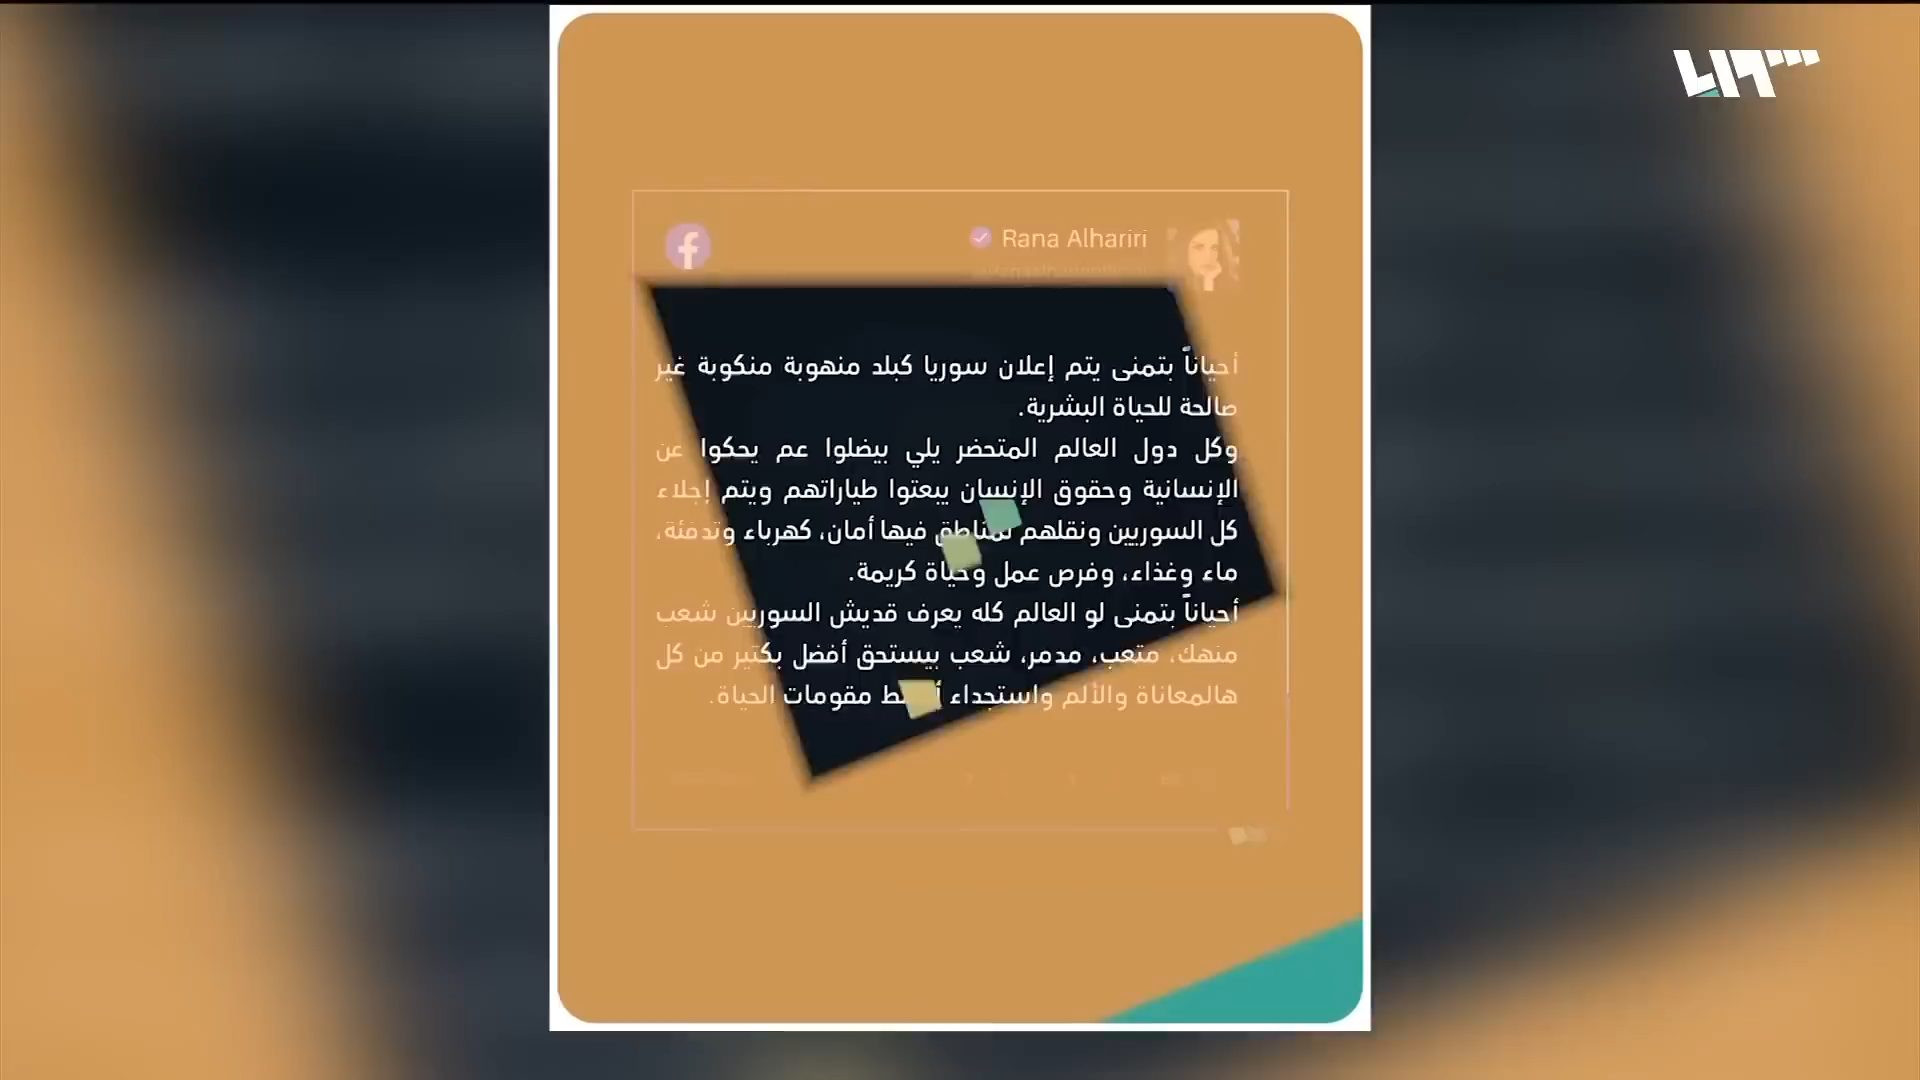 Rana Alhariri
أحياناً بتمنى يتم إعلان سوريا كبلد منهوبة منكوبة غير
صالحة للحياة البشرية.
وكل دول العالم المتحضر يلي بيضلوا عم يحكوا عن
الإنسانية وحقوق الإنسان يبعتوا طياراتهم ويتم إجلاء
كل السوريين ونقلهم لمناطق فيها أمان، كهرباء وتدفئة،
ماء وغذاء، وفرص عمل وحياة كريمة.
أحياناً بتمنى لو العالم كله يعرف قديش السوريين شعب
منهك، متعب، مدمر، شعب بيستحق أفضل بكتير من كل
هالمعاناة والألم واستجداء مقومات الحياة.